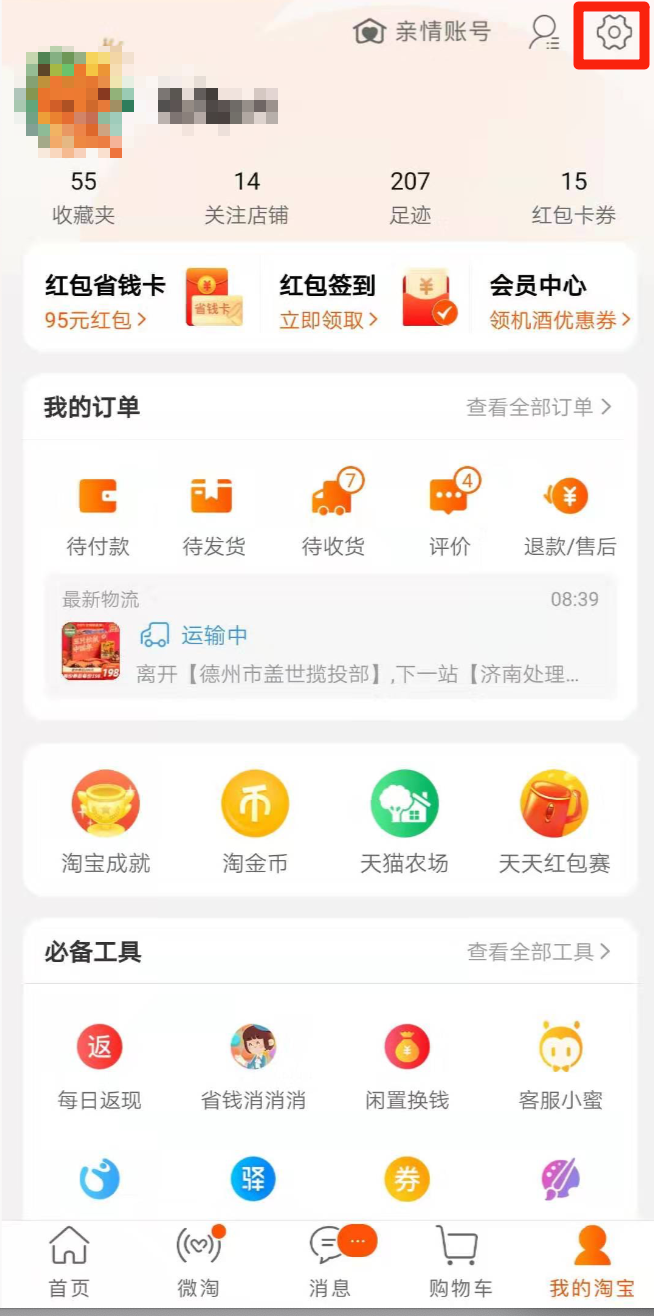 亲情账号
55 14 207 15
收藏夹 关注店铺 足迹 红包卡券
红包省钱卡 红包签到 会员中心
95元红包 立即领取 领机酒优惠券
¥ 省钱卡 ¥
我的订单 查看全部订单
7 4 ¥
待付款 待发货 待收货 评价 退款/售后
最新物流 08:39
运输中
198
离开【德州市盖世揽投部】,下一站【济南处理...
币
淘宝成就 淘金币 天猫农场 天天红包赛
必备工具 查看全部工具
返 ¥
每日返现 省钱消消消 闲置换钱 客服小蜜
驿 券
首页 微淘 消息 购物车 我的淘宝